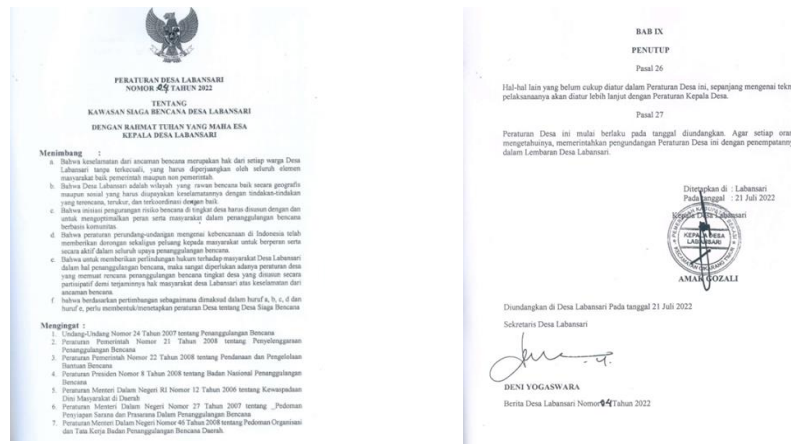 PERATURAN DESA LABANSARI
NOMOR 04 TAHUN 2022
TENTANG
KAWASAN SIAGA BENCANA DESA LABANSARI
DENGAN RAHMAT TUHAN YANG MAHA ESA
KEPALA DESA LABANSARI
Menimbang :
a. Bahwa keselamatan dari ancaman bencana merupakan hak dari setiap warga Desa
Labansari tanpa terkecuali, yang harus diperjuangkan oleh seluruh elemen
masyarakat baik pemerintah maupun non pemerintah.
b. Bahwa Desa Labansari adalah wilayah yang rawan bencana baik secara geografis
maupun sosial yang harus diupayakan keselamatannya dengan tindakan-tindakan
yang terencana, terukur, dan terkoordinasi dengan baik.
c. Bahwa inisiasi pengurangan risiko bencana di tingkat desa harus disusun dengan dan
untuk mengoptimalkan peran serta masyarakat dalam penanggulangan bencana
berbasis komunitas.
d. Bahwa peraturan perundang-undangan mengenai kebencanaan di Indonesia telah
memberikan dorongan sekaligus peluang kepada masyarakat untuk berperan serta
secara aktif dalam seluruh upaya penanggulangan bencana.
e. Bahwa untuk memberikan perlindungan hukum terhadap masyarakat Desa Labansari
dalam hal penanggulangan bencana, maka sangat diperlukan adanya peraturan desa
yang memuat rencana penanggulangan bencana tingkat desa yang disusun secara
partisipatif demi terjaminnya hak masyarakat desa Labansari atas keselamatan dari
ancaman bencana.
f bahwa berdasarkan pertimbangan sebagaimana dimaksud dalam huruf a, b, c, d dan
huruf e, perlu membentuk/menetapkan peraturan Desa tentang Desa Siaga Bencana
Mengingat :
1. Undang-Undang Nomor 24 Tahun 2007 tentang Penanggulangan Bencana
2. Peraturan Pemerintah Nomor 21 Tahun 2008 tentang Penyelenggaraan
Penanggulangan Bencana
3. Peraturan Pemerintah Nomor 22 Tahun 2008 tentang Pendanaan dan Pengelolaan
Bantuan Bencana
4. Peraturan Presiden Nomor 8 Tahun 2008 tentang Badan Nasional Penanggulangan
Bencana
5. Peraturan Menteri Dalam Negeri RI Nomor 12 Tahun 2006 tentang Kewaspadaan
Dini Masyarakat di Daerah
6. Peraturan Menteri Dalam Negeri Nomor 27 Tahun 2007 tentang _Pedoman
Penyiapan Sarana dan Prasarana Dalam Penanggulangan Bencana
7. Peraturan Menteri Dalam Negeri Nomor 46 Tahun 2008 tentang Pedoman Organisasi
dan Tata Kerja Badan Penanggulangan Bencana Daerah.
BAB IX
PENUTUP
Pasal 26
Hal-hal lain yang belum cukup diatur dalam Peraturan Desa ini, sepanjang mengenai tekn
pelaksanaanya akan diatur lebih lanjut dengan Peraturan Kepala Desa.
Pasal 27
Peraturan Desa ini mulai berlaku pada tanggal diundangkan. Agar setiap oran
mengetahuinya, memerintahkan pengundangan Peraturan Desa ini dengan penempatanny
dalam Lembaran Desa Labansari.
Ditetapkan di : Labansari
Pada tanggal : 21 Juli 2022
Kepala Desa Labansari
KEPALA DESA
LABANSARI
AMAR GOZALI
Diundangkan di Desa Labansari Pada tanggal 21 Juli 2022
Sekretaris Desa Labansari
DENI YOGASWARA
Berita Desa Labansari Nomor 04 Tahun 2022